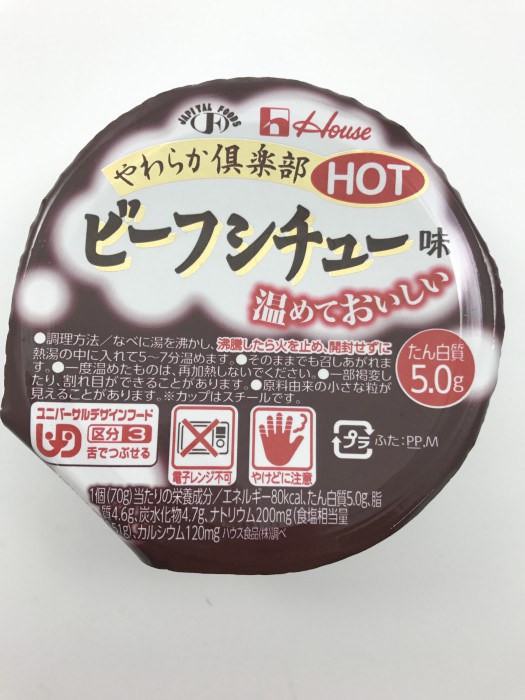 JAPITAL FOODS
House
やわらか倶楽部 HOT
ビーフシチュー味
温めておいしい
●調理方法／なべに湯を沸かし、沸騰したら火を止め、開封せずに
熱湯の中に入れて5～7分温めます。●そのままでも召しあがれま
す。●一度温めたものは、再加熱しないでください。●一部褐変し
たり、割れ目ができることがあります。●原料由来の小さな粒が
見えることがあります。※カップはスチールです。
たん白質
5.0g
ユニバーサルデザインフード
区分3
舌でつぶせる
電子レンジ不可
やけどに注意
プラ
ふた:PP,M
1個(70g)当たりの栄養成分／エネルギー80kcal、たん白質5.0g、脂
質4.6g、炭水化物4.7g、ナトリウム200mg(食塩相当量
1g)、カルシウム120mg ハウス食品(株)調べ